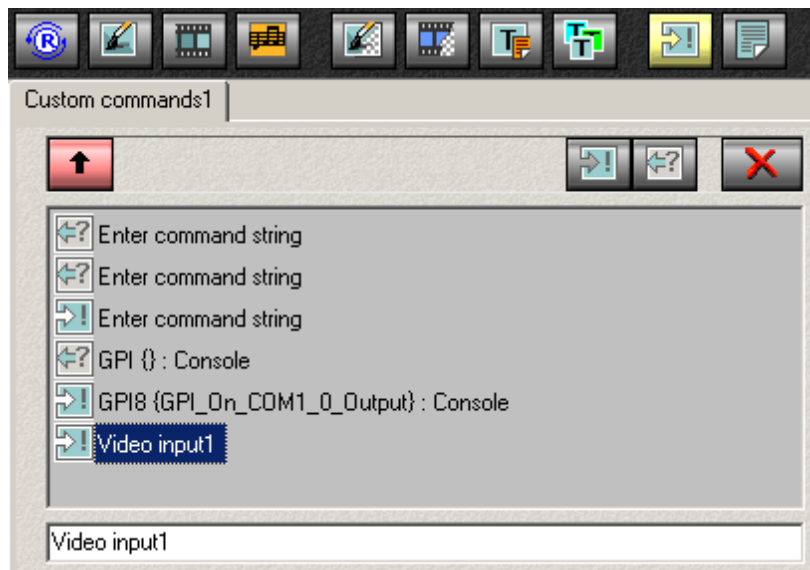 Custom commands1
Enter command string
Enter command string
Enter command string
GPI {} : Console
GPI8 {GPI_On_COM1_0_Output} : Console
Video input1
Video input1